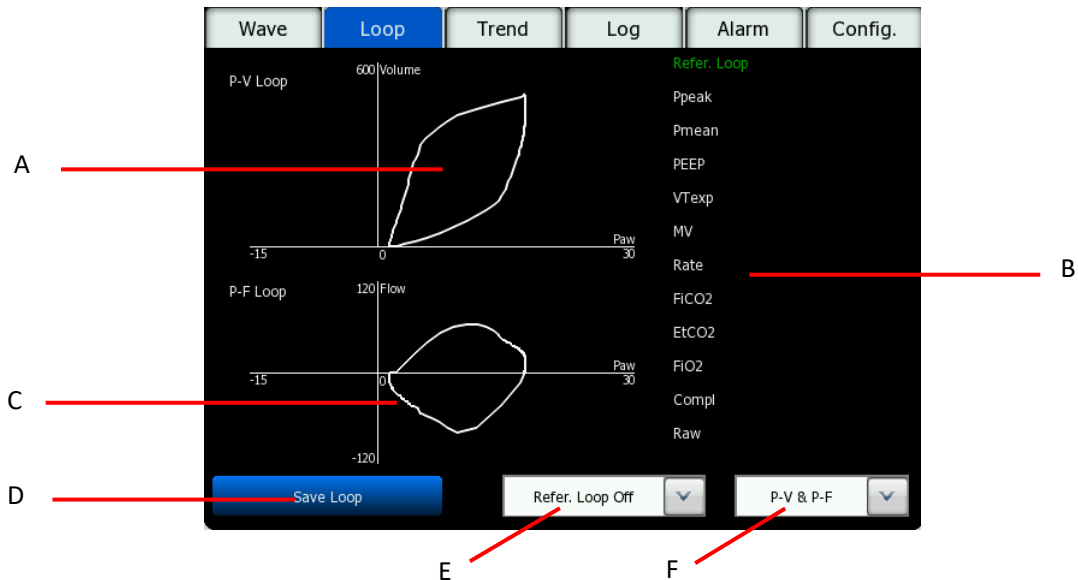 Wave Loop Trend Log Alarm Config.
P-V Loop
600 Volume
-15 0 Paw 30
P-F Loop
120 Flow
-15 0 Paw 30
-120
Refer. Loop
Ppeak
Pmean
PEEP
VTexp
MV
Rate
FiCO2
EtCO2
FiO2
Compl
Raw
Save Loop
Refer. Loop Off
P-V & P-F
A
B
C
D
E
F